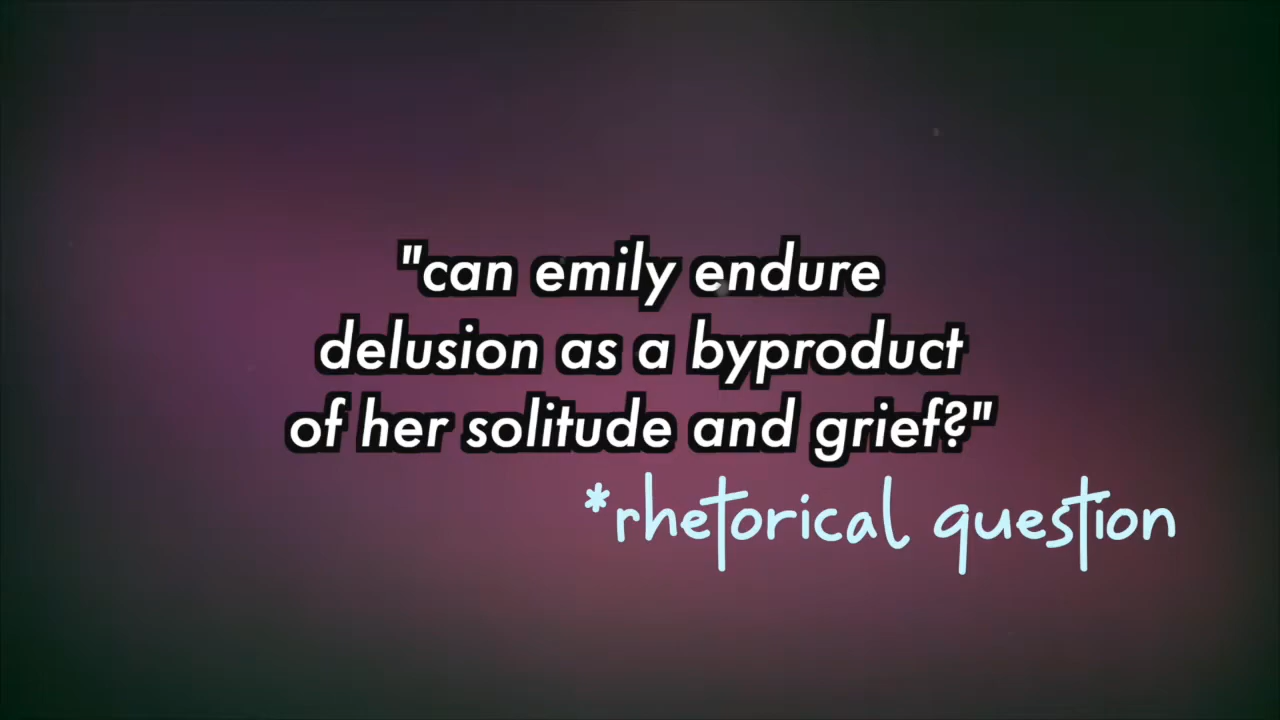 "can emily endure
delusion as a byproduct
of her solitude and grief?"
*rhetorical question